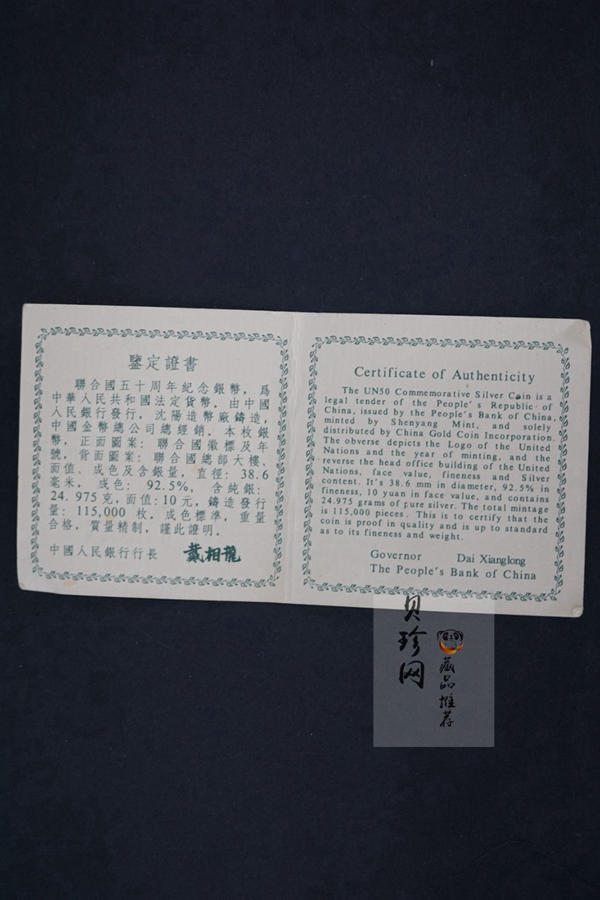 鑒定證書
聯合國五十周年纪念銀幣，爲
中華人民共和國法定貨幣。由中國
人民銀行發行，沈陽造幣廠鑄造，
中國金幣總公司總經銷。本枚銀
幣，正面圖案：聯合國徽標及年
號，背面圖案：聯合國總部大樓、
面值、成色及含銀量，直徑：38.6
毫米，成色：92.5%，含純銀：
24.975克，面值：10元，鑄造發行
量：115,000枚。成色標準，重量
合格，質量精制，謹此證明。
中國人民銀行行長 戴相龍
Certificate of Authenticity
The UN50 Commemorative Silver Coin is a
legal tender of the People's Republic of
China, issued by the People's Bank of China,
minted by Shenyang Mint, and solely
distributed by China Gold Coin Incorporation.
The obverse depicts the Logo of the United
Nations and the year of minting, and the
reverse the head office building of the United
Nations, face value, fineness and Silver
content. It's 38.6 mm in diameter, 92.5% in
fineness, 10 yuan in face value, and contains
24.975 grams of pure silver. The total mintage
is 115,000 pieces. This is to certify that the
coin is proof in quality and is up to standard
as to its fineness and weight.
Governor Dai Xianglong
The People's Bank of China
贝珍网
藏品推荐